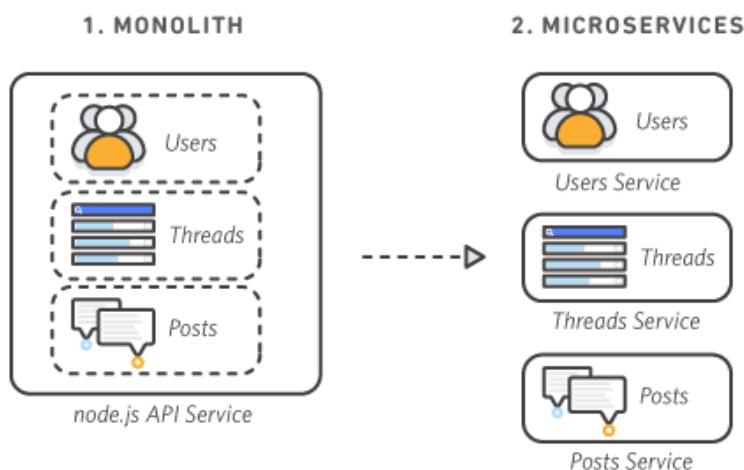 1. MONOLITH
Users
Threads
Posts
node.js API Service
2. MICROSERVICES
Users
Users Service
Threads
Threads Service
Posts
Posts Service